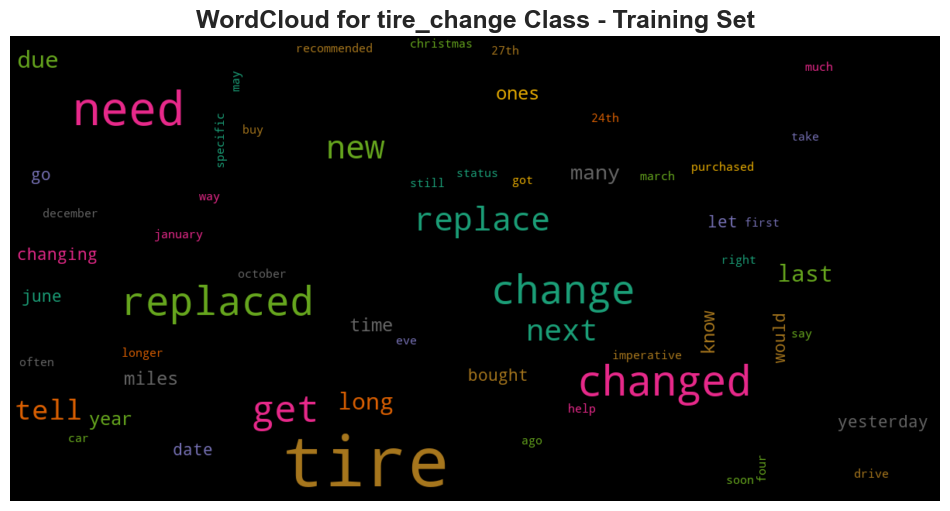 WordCloud for tire_change Class - Training Set
christmas
recommended
27th
due
much
may
need
ones
24th
buy
specific
take
new
many
purchased
go
status
march
still
got
way
december
replace
let
first
january
changing
right
october
last
june
replaced
change
time
next
know
would
say
eve
often
longer
imperative
miles
bought
changed
tell
get
long
help
year
yesterday
car
date
ago
tire
four
drive
soon